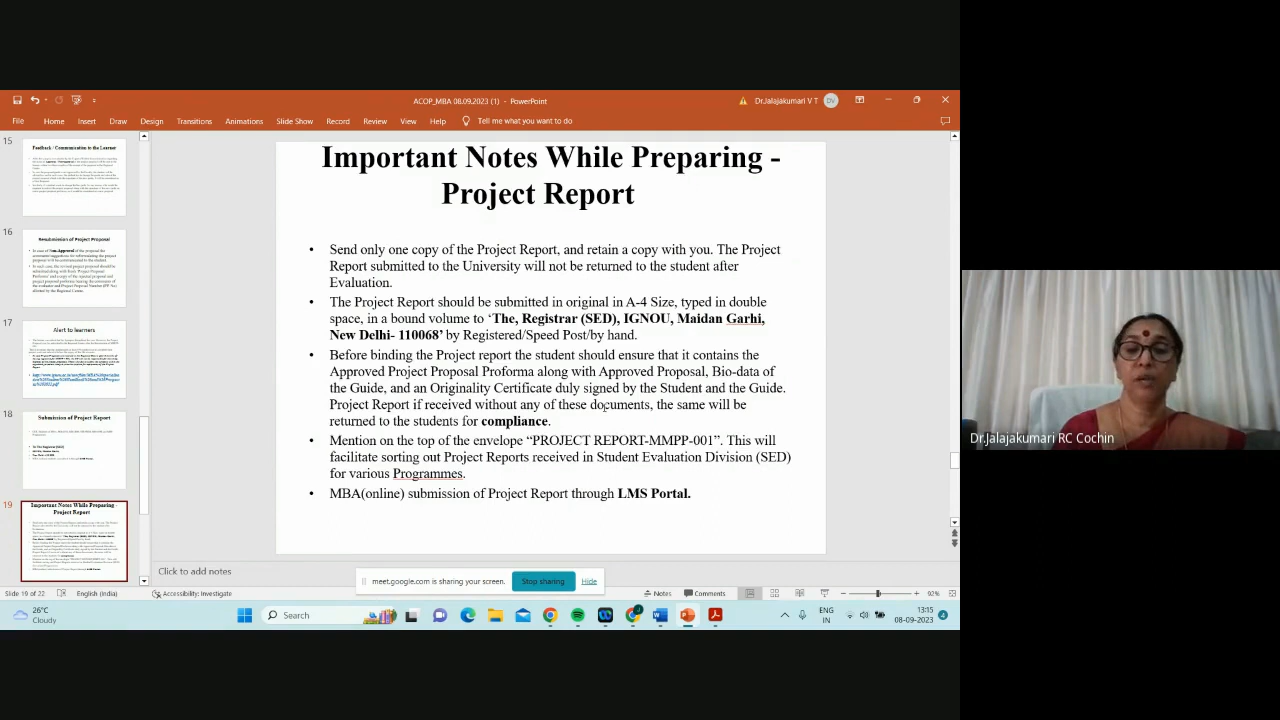 ACOP_MBA 08.09.2023 (1) - PowerPoint
Dr.Jalajakumari V T
DV
File Home Insert Draw Design Transitions Animations Slide Show Record Review View Help Tell me what you want to do
15
Feedback / Communication to the Learner
16
Resubmission of Project Proposal
17
Alert to learners
18
Submission of Project Report
19
Important Notes While Preparing -
Project Report
Important Notes While Preparing -
Project Report
• Send only one copy of the Project Report, and retain a copy with you. The Project
Report submitted to the University will not be returned to the student after
Evaluation.
• The Project Report should be submitted in original in A-4 Size, typed in double
space, in a bound volume to ‘The, Registrar (SED), IGNOU, Maidan Garhi,
New Delhi- 110068’ by Registered/Speed Post/by hand.
• Before binding the Project report the student should ensure that it contains the
Approved Project Proposal Proforma along with Approved Proposal, Bio-data of
the Guide, and an Originality Certificate duly signed by the Student and the Guide.
Project Report if received without any of these documents, the same will be
returned to the students for compliance.
• Mention on the top of the envelope “PROJECT REPORT-MMPP-001”. This will
facilitate sorting out Project Reports received in Student Evaluation Division (SED)
for various Programmes.
• MBA(online) submission of Project Report through LMS Portal.
Click to add notes
meet.google.com is sharing your screen. Stop sharing Hide
Slide 19 of 22 English (India) Accessibility: Investigate Notes Comments 92%
26°C
Cloudy
Search
ENG
IN
13:15
08-09-2023
4
Dr.Jalajakumari RC Cochin